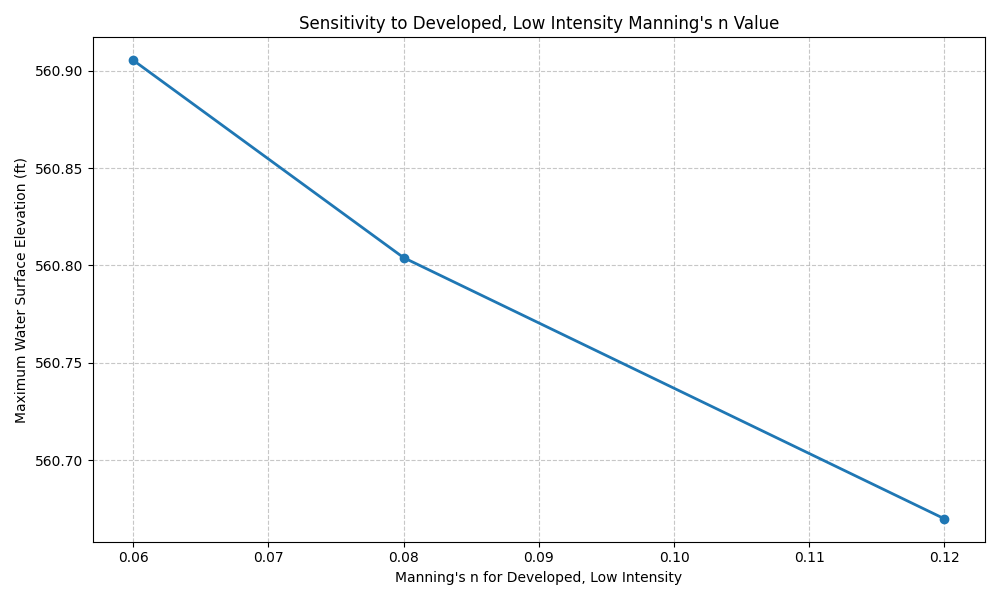 Sensitivity to Developed, Low Intensity Manning's n Value
Maximum Water Surface Elevation (ft)
560.90
560.85
560.80
560.75
560.70
0.06 0.07 0.08 0.09 0.10 0.11 0.12
Manning's n for Developed, Low Intensity